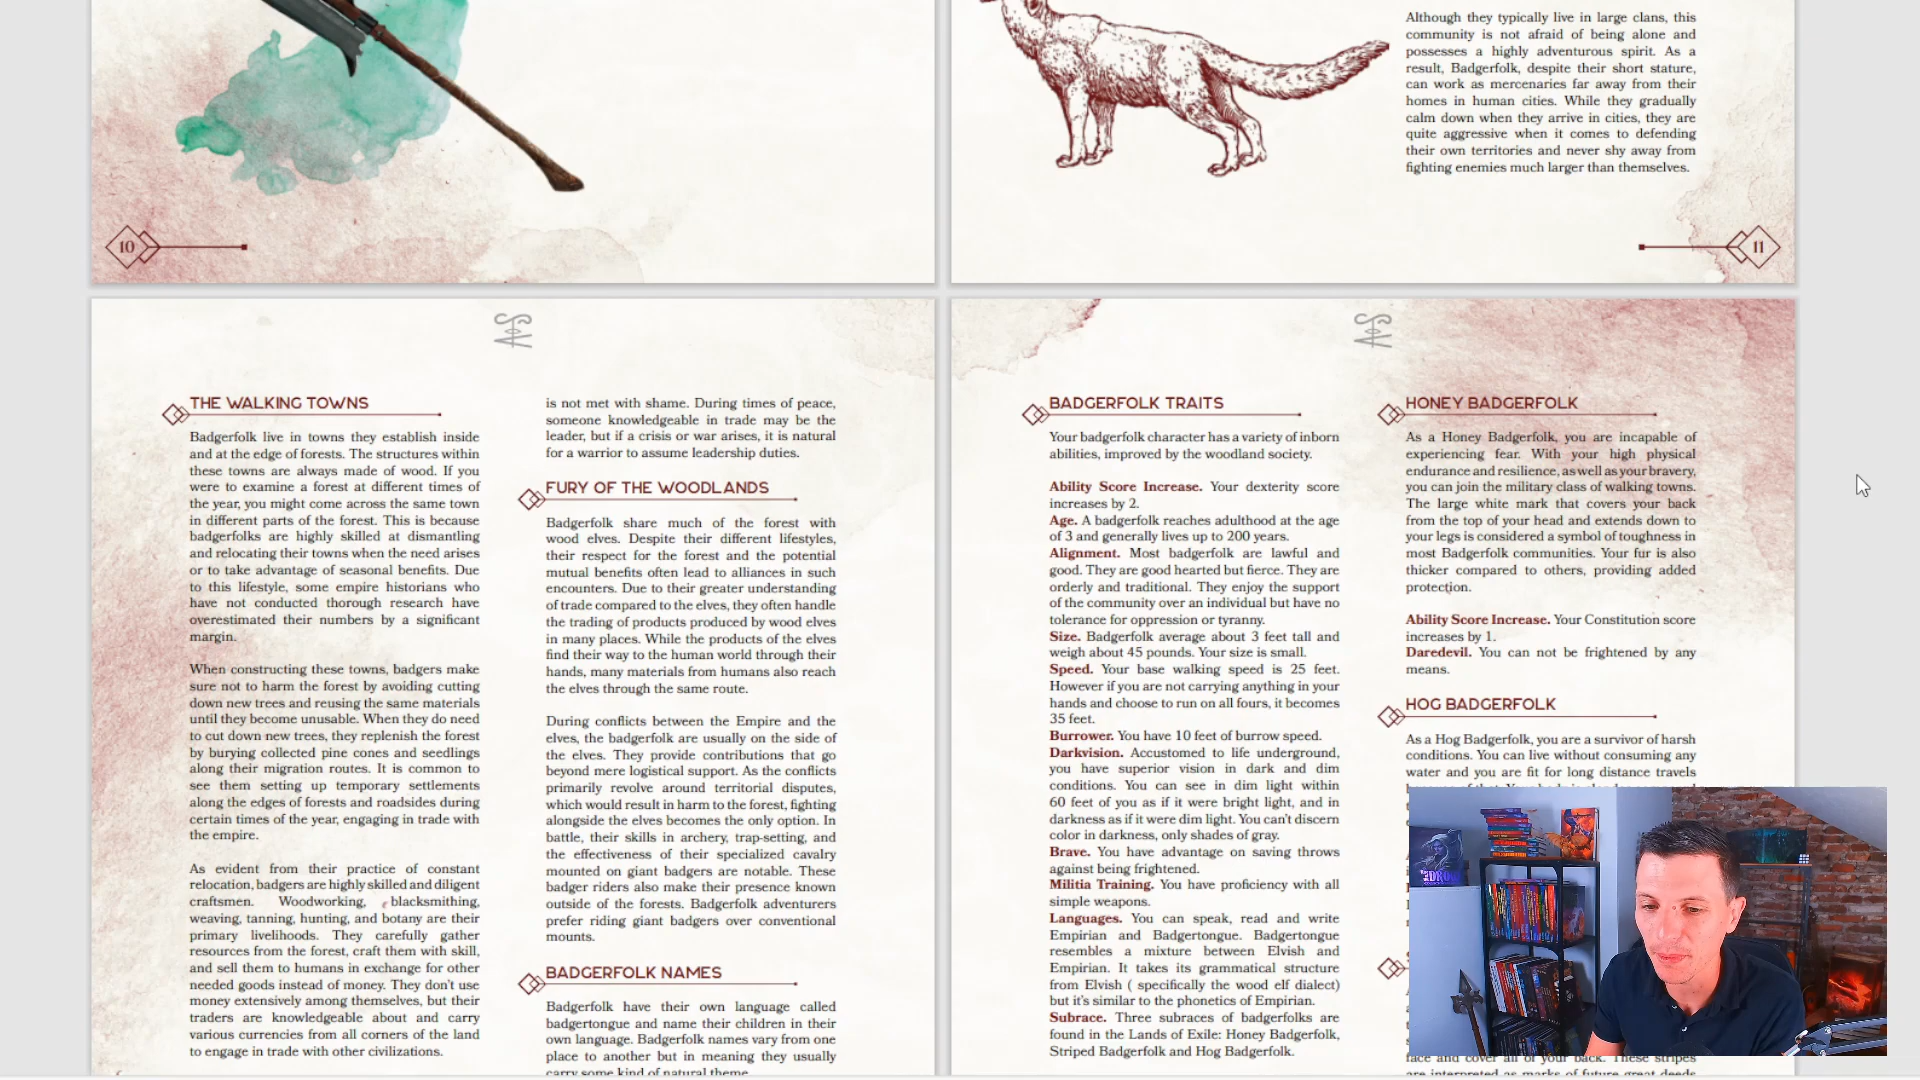 Although they typically live in large clans, this
community is not afraid of being alone and
possesses a highly adventurous spirit. As a
result, Badgerfolk, despite their short stature,
can work as mercenaries far away from their
homes in human cities. While they gradually
calm down when they arrive in cities, they are
quite aggressive when it comes to defending
their own territories and never shy away from
fighting enemies much larger than themselves.
10
11
THE WALKING TOWNS
Badgerfolk live in towns they establish inside
and at the edge of forests. The structures within
these towns are always made of wood. If you
were to examine a forest at different times of
the year, you might come across the same town
in different parts of the forest. This is because
badgerfolks are highly skilled at dismantling
and relocating their towns when the need arises
or to take advantage of seasonal benefits. Due
to this lifestyle, some empire historians who
have not conducted thorough research have
overestimated their numbers by a significant
margin.
When constructing these towns, badgers make
sure not to harm the forest by avoiding cutting
down new trees and reusing the same materials
until they become unusable. When they do need
to cut down new trees, they replenish the forest
by burying collected pine cones and seedlings
along their migration routes. It is common to
see them setting up temporary settlements
along the edges of forests and roadsides during
certain times of the year, engaging in trade with
the empire.
As evident from their practice of constant
relocation, badgers are highly skilled and diligent
craftsmen. Woodworking, blacksmithing,
weaving, tanning, hunting, and botany are their
primary livelihoods. They carefully gather
resources from the forest, craft them with skill,
and sell them to humans in exchange for other
needed goods instead of money. They don't use
money extensively among themselves, but their
traders are knowledgeable about and carry
various currencies from all corners of the land
to engage in trade with other civilizations.
is not met with shame. During times of peace,
someone knowledgeable in trade may be the
leader, but if a crisis or war arises, it is natural
for a warrior to assume leadership duties.
FURY OF THE WOODLANDS
Badgerfolk share much of the forest with
wood elves. Despite their different lifestyles,
their respect for the forest and the potential
mutual benefits often lead to alliances in such
encounters. Due to their greater understanding
of trade compared to the elves, they often handle
the trading of products produced by wood elves
in many places. While the products of the elves
find their way to the human world through their
hands, many materials from humans also reach
the elves through the same route.
During conflicts between the Empire and the
elves, the badgerfolk are usually on the side of
the elves. They provide contributions that go
beyond mere logistical support. As the conflicts
primarily revolve around territorial disputes,
which would result in harm to the forest, fighting
alongside the elves becomes the only option. In
battle, their skills in archery, trap-setting, and
the effectiveness of their specialized cavalry
mounted on giant badgers are notable. These
badger riders also make their presence known
outside of the forests. Badgerfolk adventurers
prefer riding giant badgers over conventional
mounts.
BADGERFOLK NAMES
Badgerfolk have their own language called
badgertongue and name their children in their
own language. Badgerfolk names vary from one
place to another but in meaning they usually
carry some kind of natural theme.
BADGERFOLK TRAITS
Your badgerfolk character has a variety of inborn
abilities, improved by the woodland society.
Ability Score Increase. Your dexterity score
increases by 2.
Age. A badgerfolk reaches adulthood at the age
of 3 and generally lives up to 200 years.
Alignment. Most badgerfolk are lawful and
good. They are good hearted but fierce. They are
orderly and traditional. They enjoy the support
of the community over an individual but have no
tolerance for oppression or tyranny.
Size. Badgerfolk average about 3 feet tall and
weigh about 45 pounds. Your size is small.
Speed. Your base walking speed is 25 feet.
However if you are not carrying anything in your
hands and choose to run on all fours, it becomes
35 feet.
Burrower. You have 10 feet of burrow speed.
Darkvision. Accustomed to life underground,
you have superior vision in dark and dim
conditions. You can see in dim light within
60 feet of you as if it were bright light, and in
darkness as if it were dim light. You can't discern
color in darkness, only shades of gray.
Brave. You have advantage on saving throws
against being frightened.
Militia Training. You have proficiency with all
simple weapons.
Languages. You can speak, read and write
Empirian and Badgertongue. Badgertongue
resembles a mixture between Elvish and
Empirian. It takes its grammatical structure
from Elvish ( specifically the wood elf dialect)
but it's similar to the phonetics of Empirian.
Subrace. Three subraces of badgerfolks are
found in the Lands of Exile: Honey Badgerfolk,
Striped Badgerfolk and Hog Badgerfolk.
HONEY BADGERFOLK
As a Honey Badgerfolk, you are incapable of
experiencing fear. With your high physical
endurance and resilience, as well as your bravery,
you can join the military class of walking towns.
The large white mark that covers your back
from the top of your head and extends down to
your legs is considered a symbol of toughness in
most Badgerfolk communities. Your fur is also
thicker compared to others, providing added
protection.
Ability Score Increase. Your Constitution score
increases by 1.
Daredevil. You can not be frightened by any
means.
HOG BADGERFOLK
As a Hog Badgerfolk, you are a survivor of harsh
conditions. You can live without consuming any
water and you are fit for long distance travels
face and cover all of your back. These stripes
are interpreted as marks of future great deeds